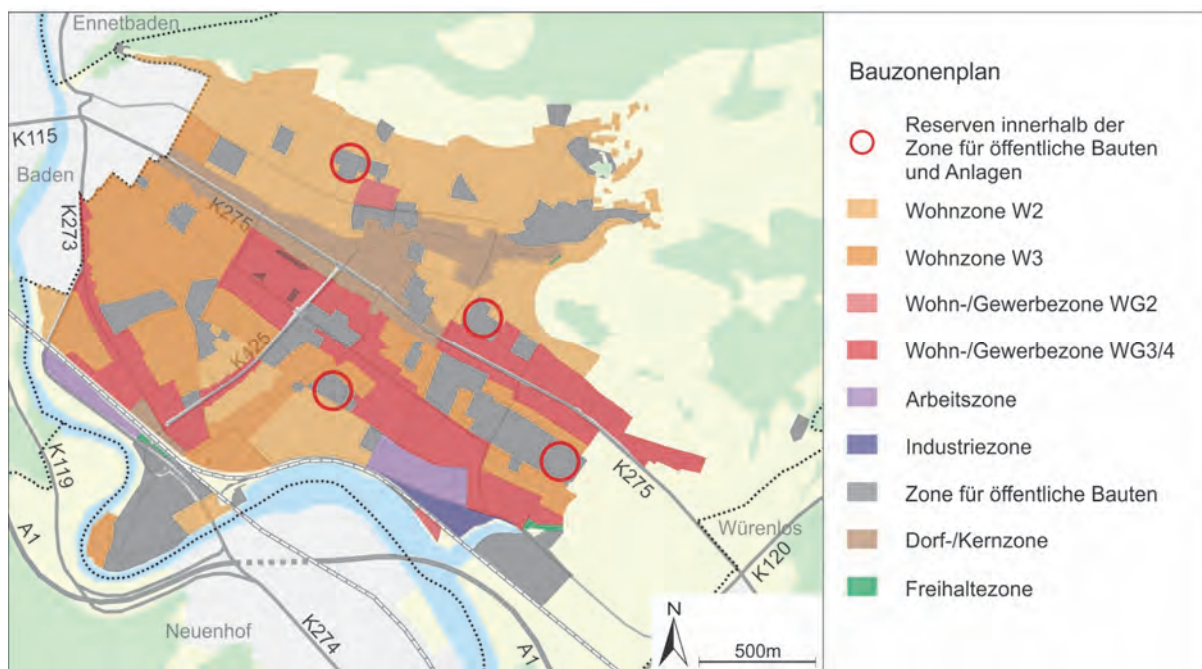 Ennetbaden
K115
Baden
K273
K275
K425
K119
A1
K275
Würenlos
K120
Neuenhof
K274
A1
N
500m
Bauzonenplan
Reserven innerhalb der
Zone für öffentliche Bauten
und Anlagen
Wohnzone W2
Wohnzone W3
Wohn-/Gewerbezone WG2
Wohn-/Gewerbezone WG3/4
Arbeitszone
Industriezone
Zone für öffentliche Bauten
Dorf-/Kernzone
Freihaltezone